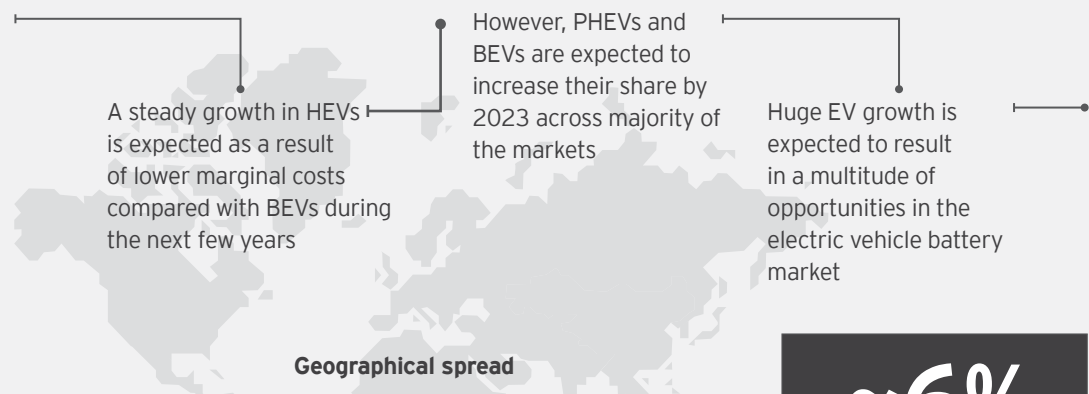 A steady growth in HEVs
is expected as a result
of lower marginal costs
compared with BEVs during
the next few years
However, PHEVs and
BEVs are expected to
increase their share by
2023 across majority of
the markets
Huge EV growth is
expected to result
in a multitude of
opportunities in the
electric vehicle battery
market
Geographical spread